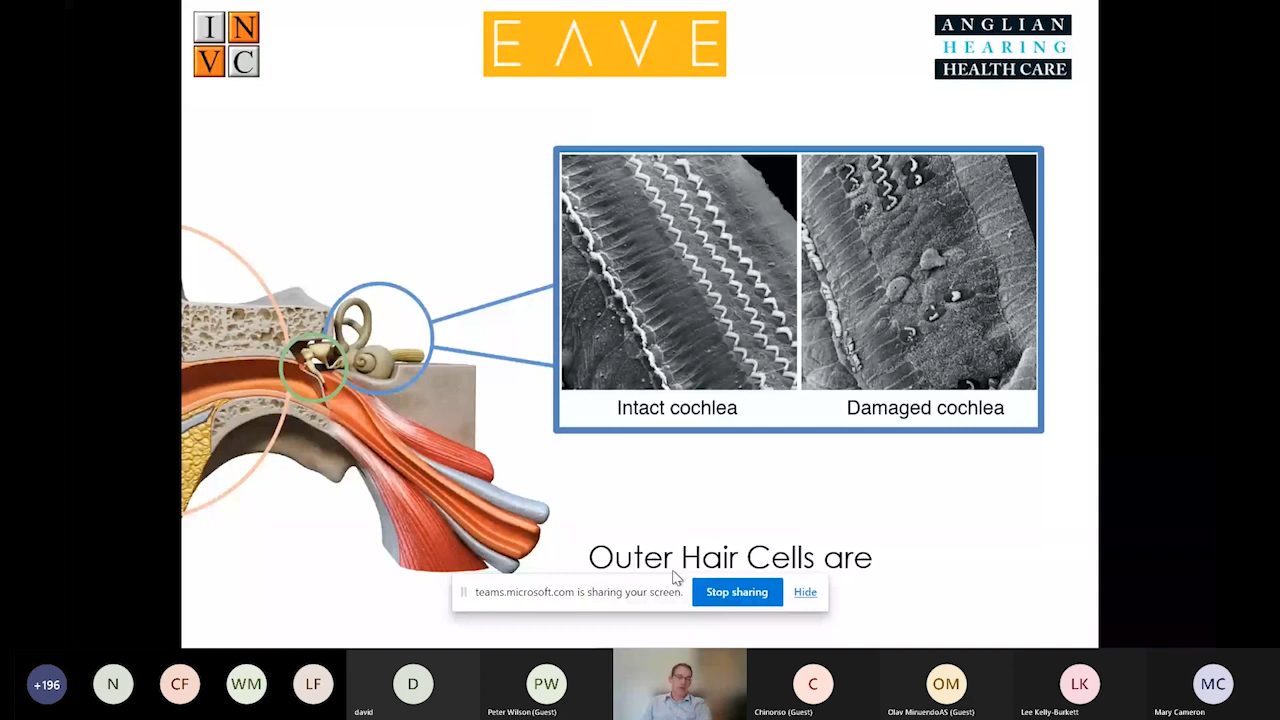 I N
V C
EAVE
ANGLIAN
HEARING
HEALTH CARE
Intact cochlea
Damaged cochlea
Outer Hair Cells are
teams.microsoft.com is sharing your screen.
Stop sharing
Hide
+196
N
CF
WM
LF
D
PW
C
OM
LK
MC
david
Peter Wilson (Guest)
Chinonso (Guest)
Olav MinuendoAS (Guest)
Lee Kelly-Burkett
Mary Cameron